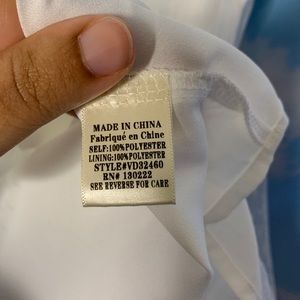 MADE IN CHINA
Fabriqué en Chine
SELF:100%POLYESTER
LINING:100%POLYESTER
STYLE#VD32460
RN# 130222
SEE REVERSE FOR CARE